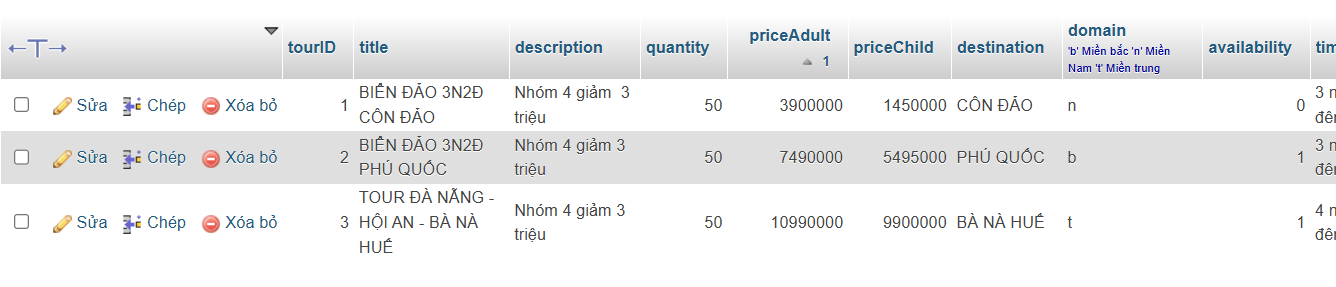 ←T→ tourID title description quantity priceAdult 1 priceChild destination domain availability tim
'b' Miền bắc 'n' Miền
Nam 't' Miền trung
Sửa Chép Xóa bỏ 1 BIỂN ĐẢO 3N2Đ Nhóm 4 giảm 3 50 3900000 1450000 CÔN ĐẢO n 0 3 n
CÔN ĐẢO triệu đêr
Sửa Chép Xóa bỏ 2 BIỂN ĐẢO 3N2Đ Nhóm 4 giảm 3 50 7490000 5495000 PHÚ QUỐC b 1 3 n
PHÚ QUỐC triệu đêr
TOUR ĐÀ NẴNG -
Sửa Chép Xóa bỏ 3 HỘI AN - BÀ NÀ Nhóm 4 giảm 3 50 10990000 9900000 BÀ NÀ HUẾ t 1 4 n
HUẾ triệu đêr